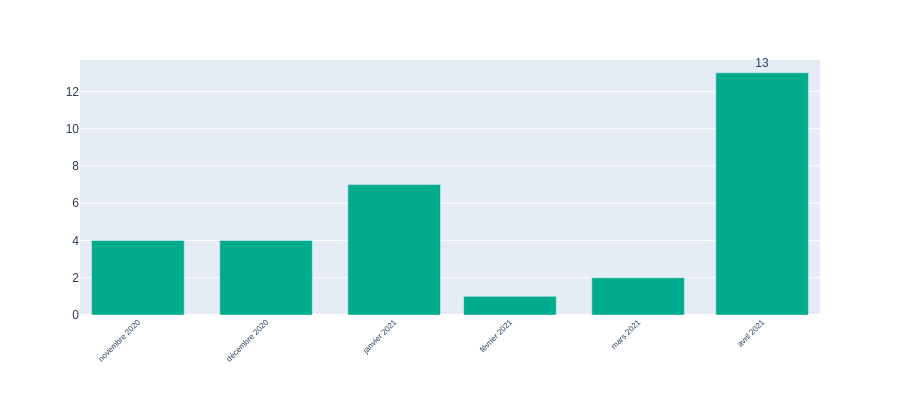 13
12
10
8
6
4
2
0
novembre 2020
décembre 2020
janvier 2021
février 2021
mars 2021
avril 2021